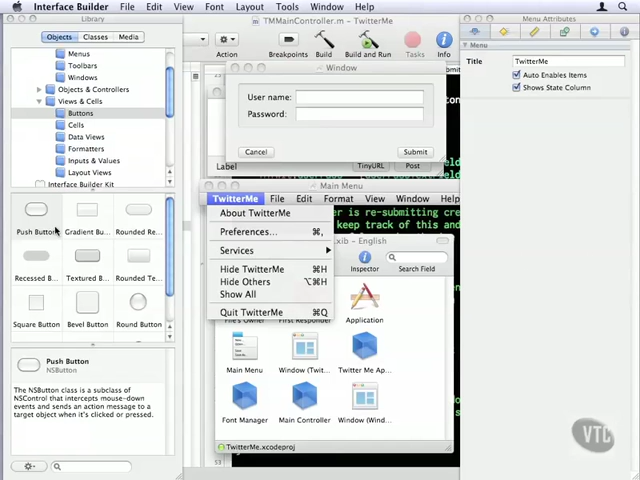 Interface Builder File Edit Format Layout Font Tools Window Help
Library
Objects Classes Media
Menus
Toolbars
Windows
Objects & Controllers
Views & Cells
Buttons
Cells
Data Views
Formatters
Inputs & Values
Layout Views
Interface Builder Kit
Push Button Gradient Bu... Rounded Re...
Recessed B... Textured B... Rounded Te...
Square Button Bevel Button Round Button
Push Button
NSButton
The NSButton class is a subclass of
NSControl that intercepts mouse-down
events and sends an action message to a
target object when it's clicked or pressed.
TMMainController.m - TwitterMe
Action Breakpoints Build Build and Run Tasks Info
Window
User name:
Password:
Cancel Submit
Label TinyURL Post
Main Menu
TwitterMe File Edit Format View Window Help
About TwitterMe
Preferences... ⌘,
Services
Hide TwitterMe ⌘H
Hide Others ⌥⌘H
Show All
Quit TwitterMe ⌘Q
er is re-submitting cre
keep track of this and
.xib - English
Inspector Search Field
File's Owner First Responder Application
Main Menu Window (Twit... Twitter Me Ap...
Font Manager Main Controller Window (Wind...
TwitterMe.xcodeproj
53
Menu Attributes
Menu
Title TwitterMe
Auto Enables Items
Shows State Column
VTC